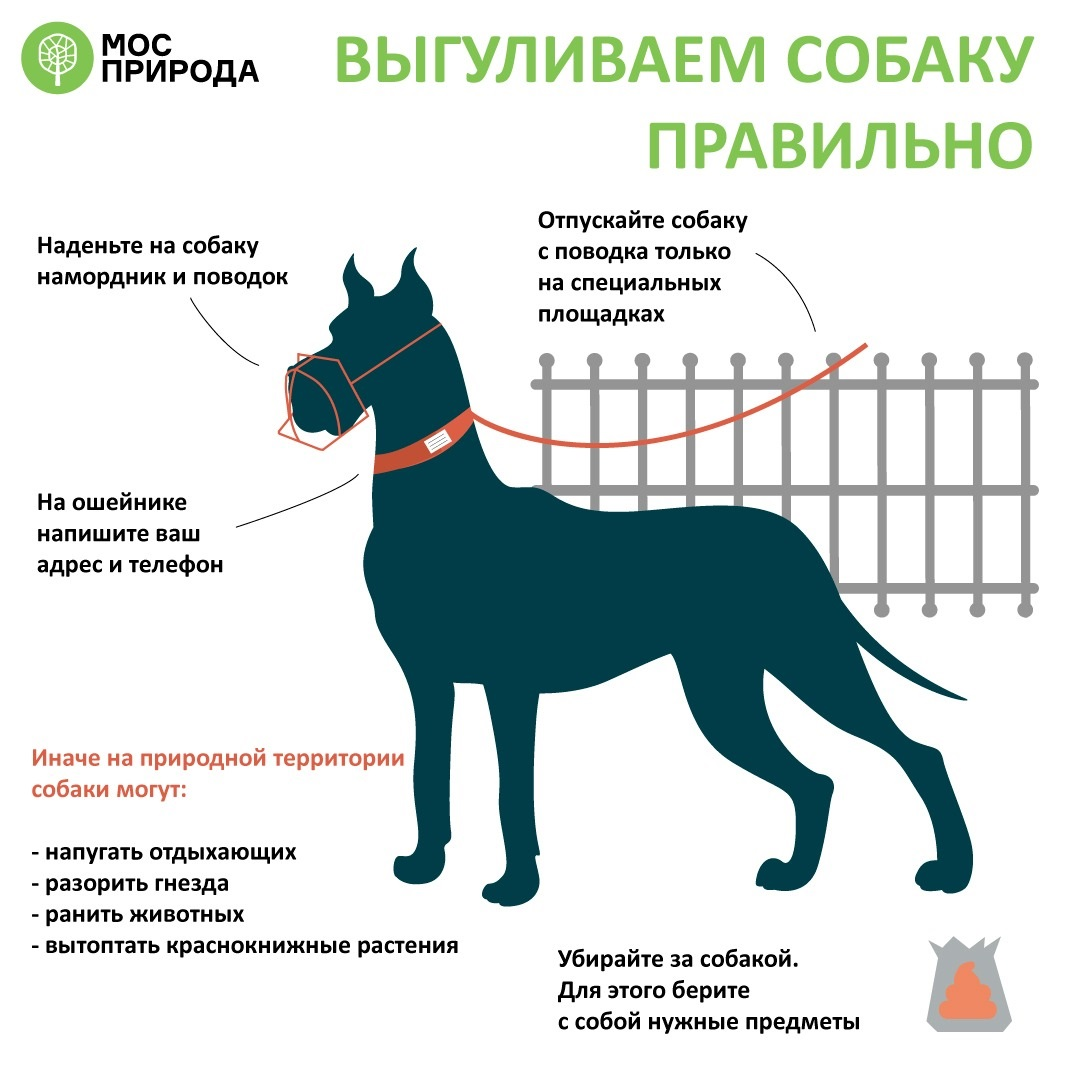 МОС
ПРИРОДА
ВЫГУЛИВАЕМ СОБАКУ
ПРАВИЛЬНО
Наденьте на собаку
намордник и поводок
Отпускайте собаку
с поводка только
на специальных
площадках
На ошейнике
напишите ваш
адрес и телефон
Иначе на природной территории
собаки могут:
- напугать отдыхающих
- разорить гнезда
- ранить животных
- вытоптать краснокнижные растения
Убирайте за собакой.
Для этого берите
с собой нужные предметы